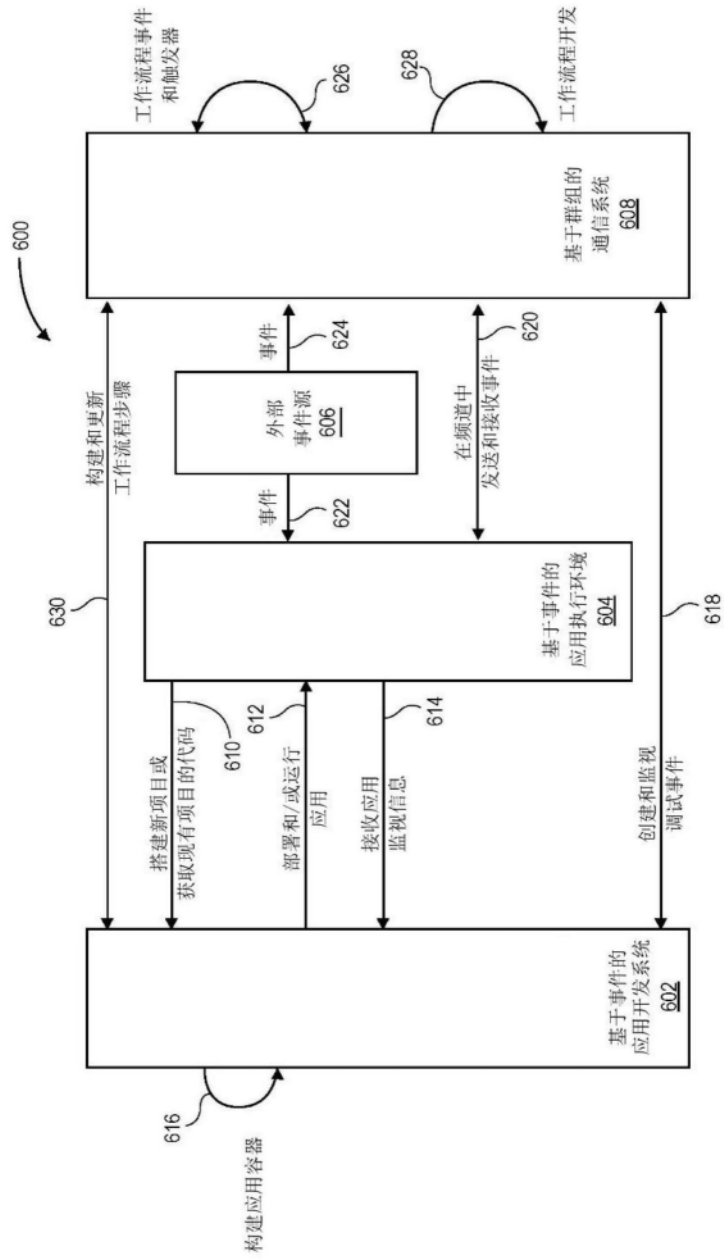 600
630
构建和更新
工作流程步骤
搭建新项目或
获取现有项目的代码
610
部署和/或运行
应用
612
接收应用
监视信息
614
616
构建应用容器
事件
622
外部
事件源
606
事件
624
在频道中
发送和接收事件
620
工作流程事件
和触发器
626
628
工作流程开发
创建和监视
调试事件
618
基于事件的
应用开发系统
602
基于事件的
应用执行环境
604
基于群组的
通信系统
608